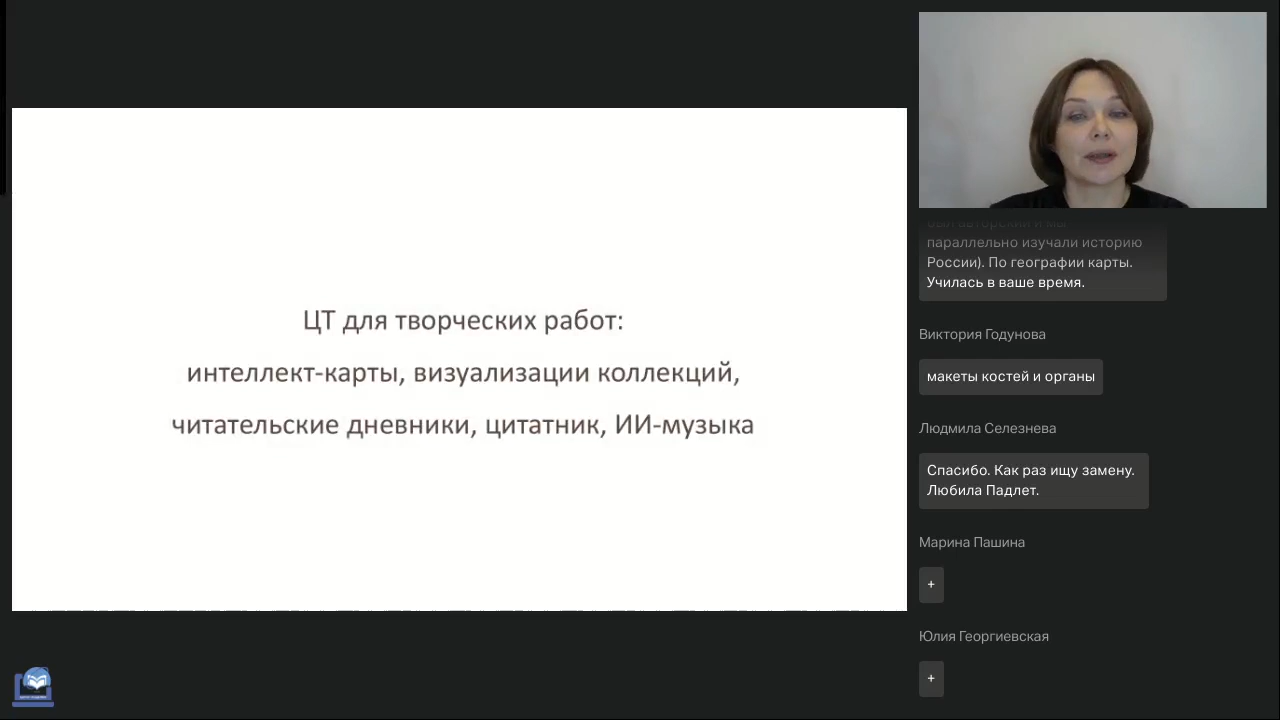 ЦТ для творческих работ:
интеллект-карты, визуализации коллекций,
читательские дневники, цитатник, ИИ-музыка
параллельно изучали историю
России). По географии карты.
Училась в ваше время.
Виктория Годунова
макеты костей и органы
Людмила Селезнева
Спасибо. Как раз ищу замену.
Любила Падлет.
Марина Пашина
+
Юлия Георгиевская
+